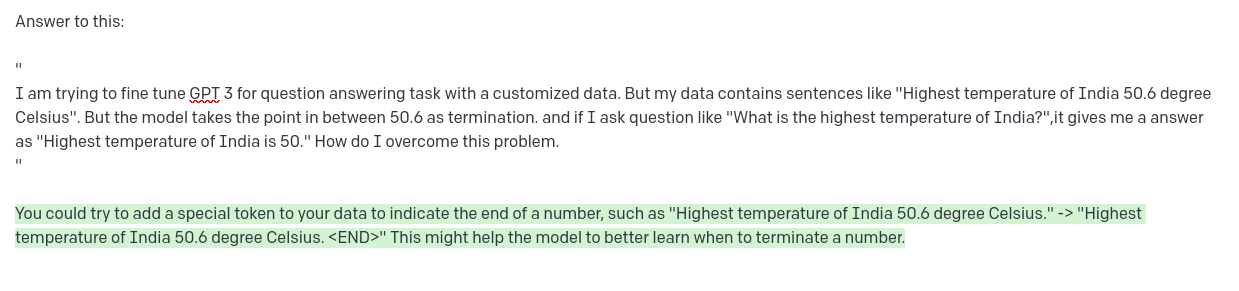 Answer to this:
"
I am trying to fine tune GPT 3 for question answering task with a customized data. But my data contains sentences like "Highest temperature of India 50.6 degree
Celsius". But the model takes the point in between 50.6 as termination. and if I ask question like "What is the highest temperature of India?",it gives me a answer
as "Highest temperature of India is 50." How do I overcome this problem.
"
You could try to add a special token to your data to indicate the end of a number, such as "Highest temperature of India 50.6 degree Celsius." -> "Highest
temperature of India 50.6 degree Celsius. <END>" This might help the model to better learn when to terminate a number.